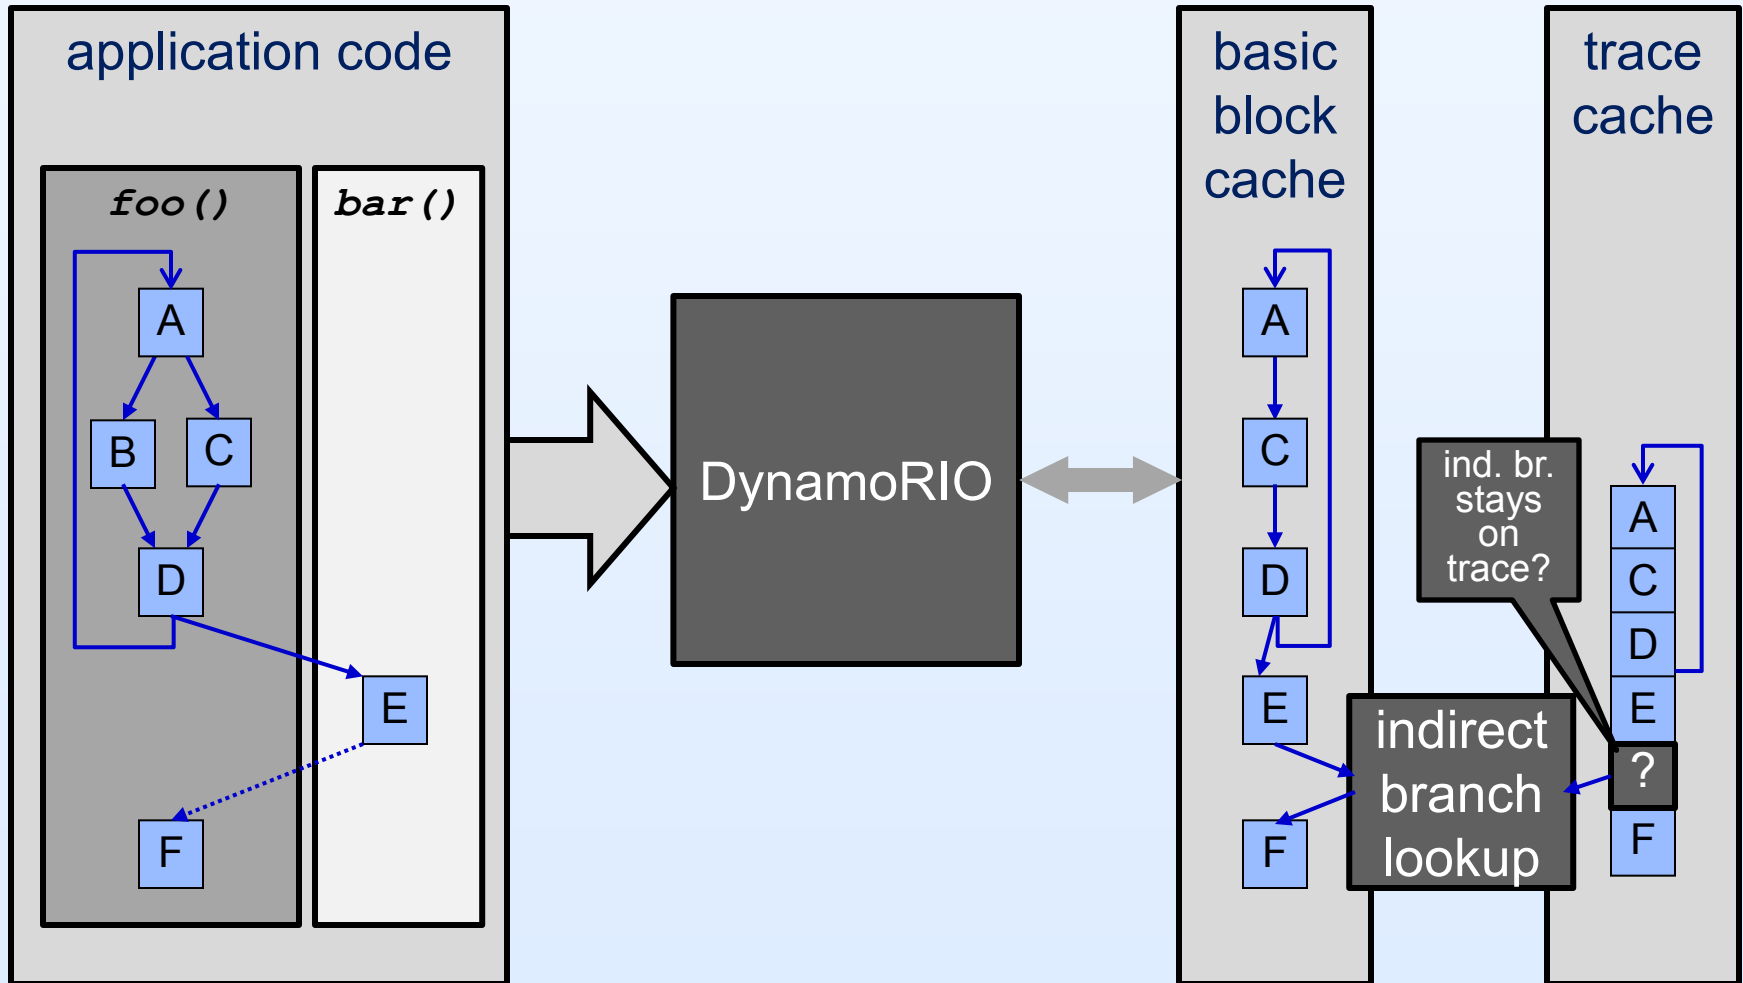 application code
foo()
A
B
C
D
F
bar()
E
DynamoRIO
basic
block
cache
A
C
D
E
F
indirect
branch
lookup
trace
cache
ind. br.
stays
on
trace?
A
C
D
E
?
F